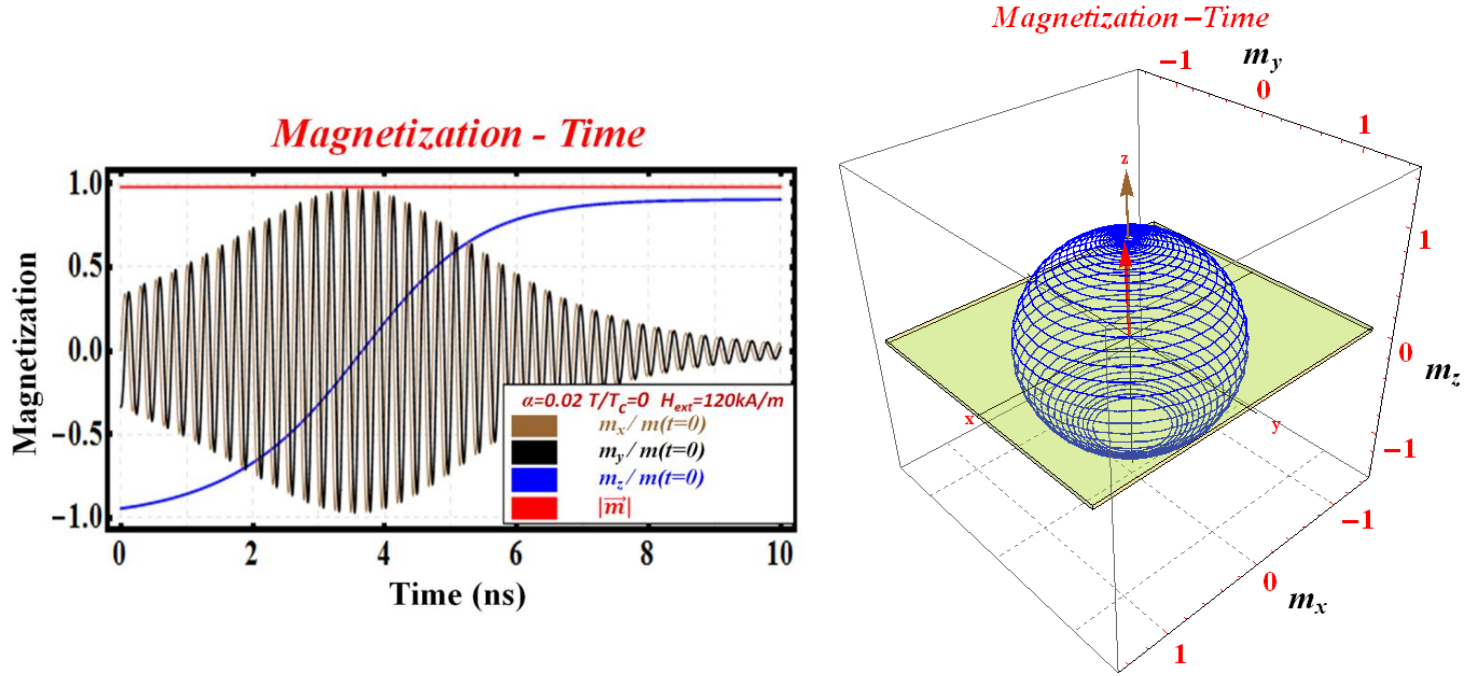 Magnetization - Time
Magnetization
1.0
0.5
0.0
−0.5
−1.0
0 2 4 6 8 10
Time (ns)
α=0.02 T/T_C=0 H_ext=120kA/m
m_x/ m(t=0)
m_y/ m(t=0)
m_z/ m(t=0)
|m⃗|
Magnetization −Time
−1
m_y
0
1
z
1
0
m_z
−1
x
y
−1
0
m_x
1